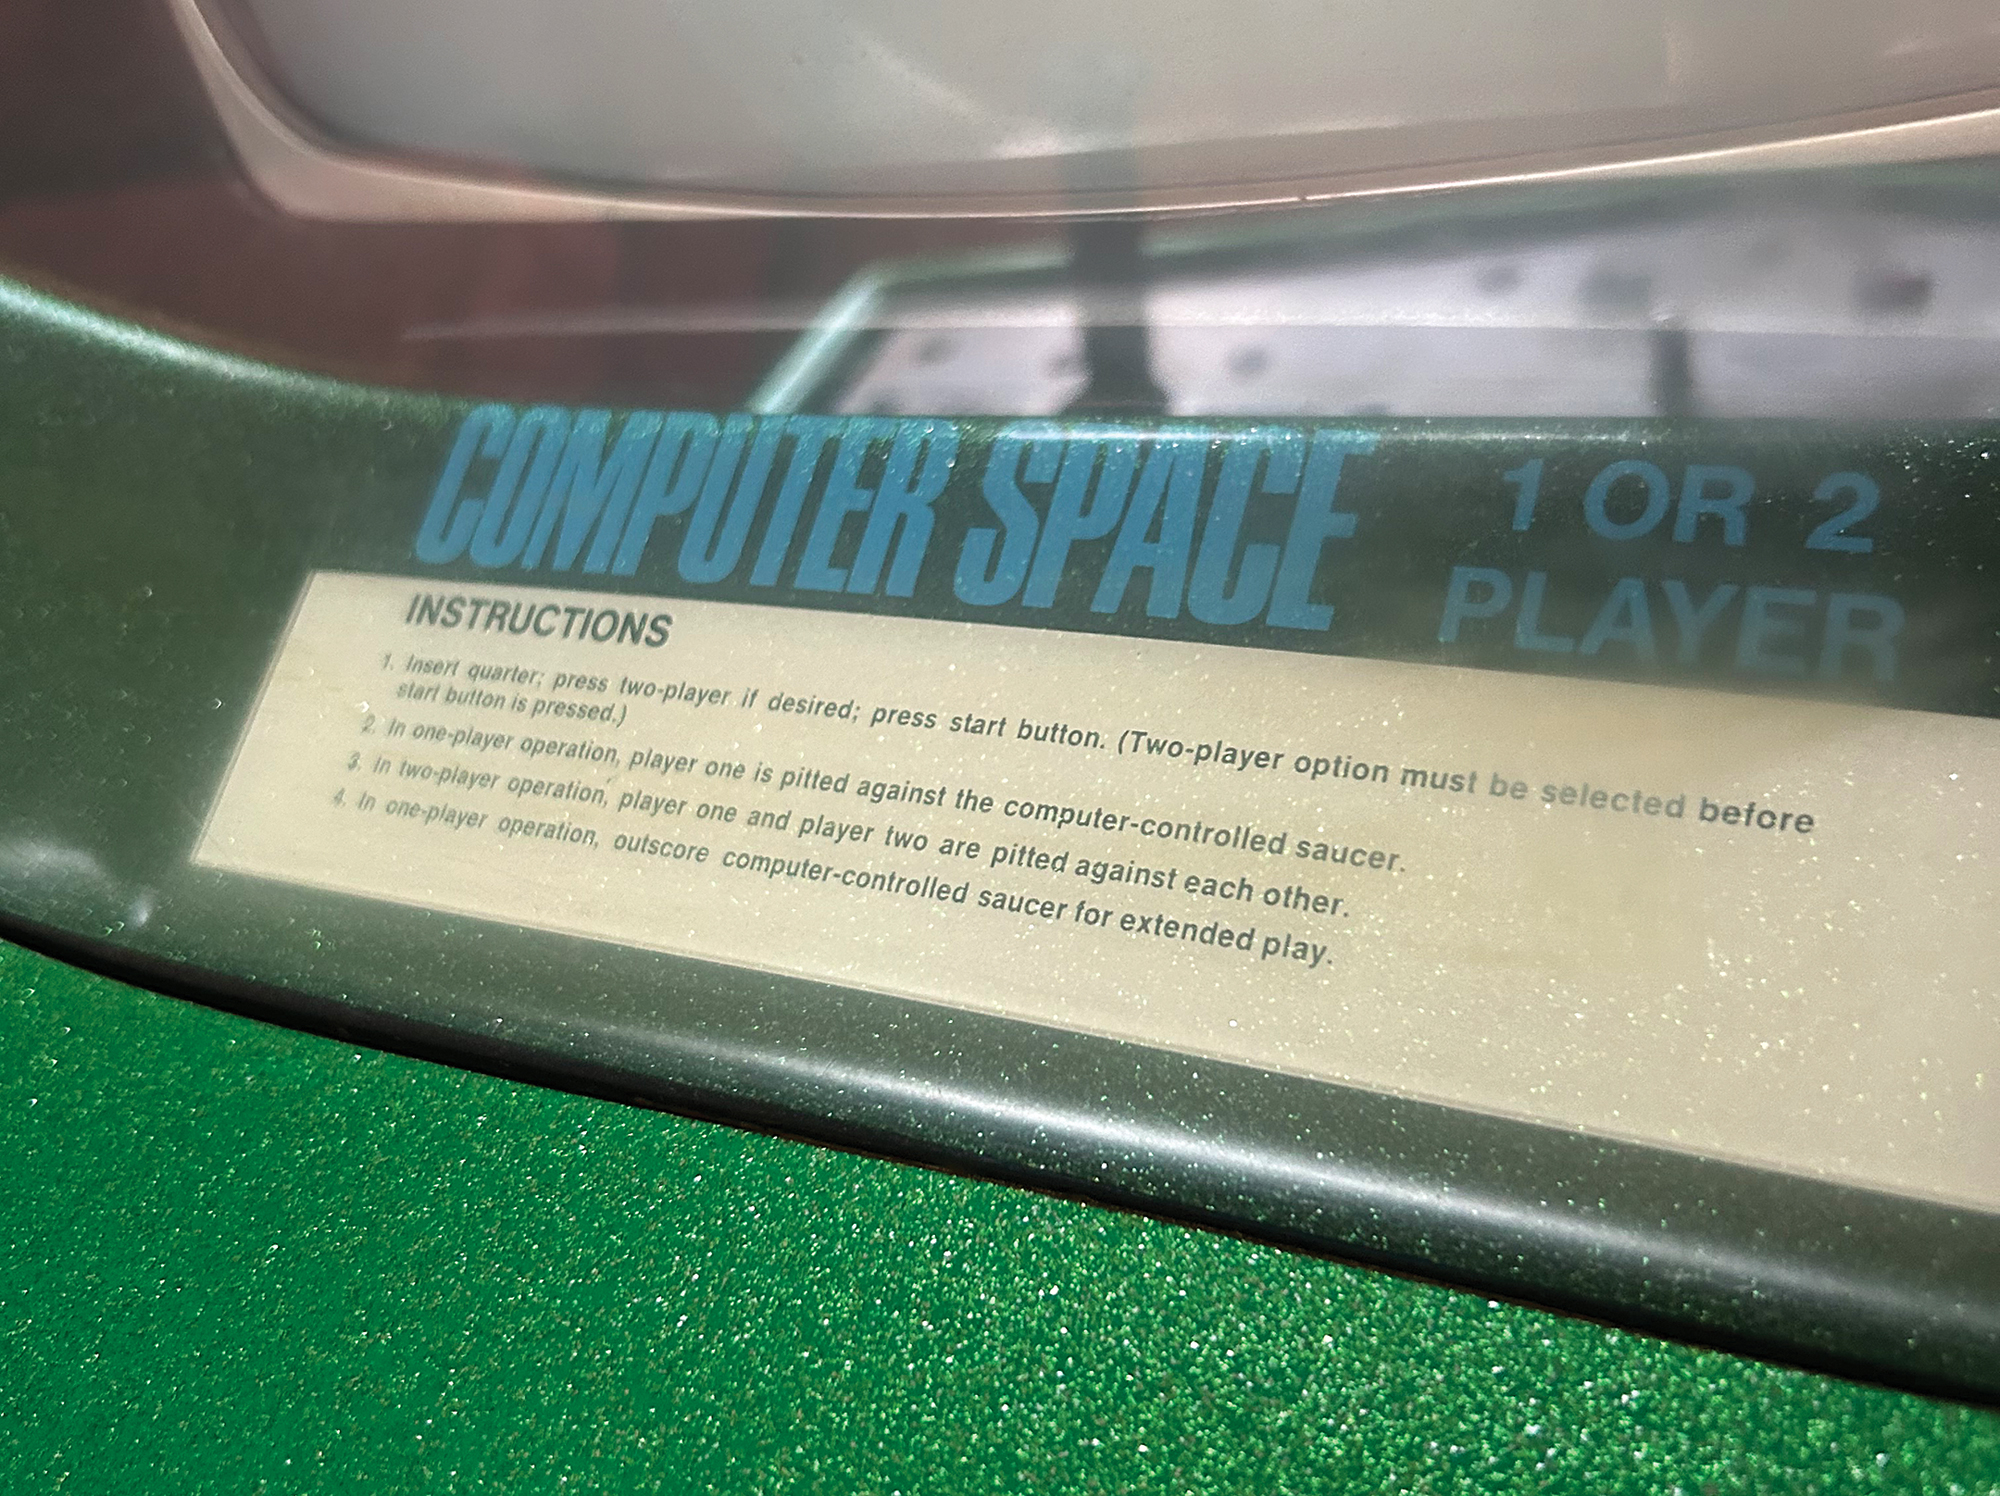 COMPUTER SPACE 1 OR 2
PLAYER
INSTRUCTIONS
1. Insert quarter; press two-player if desired; press start button. (Two-player option must be selected before
start button is pressed.)
2. In one-player operation, player one is pitted against the computer-controlled saucer.
3. In two-player operation, player one and player two are pitted against each other.
4. In one-player operation, outscore computer-controlled saucer for extended play.